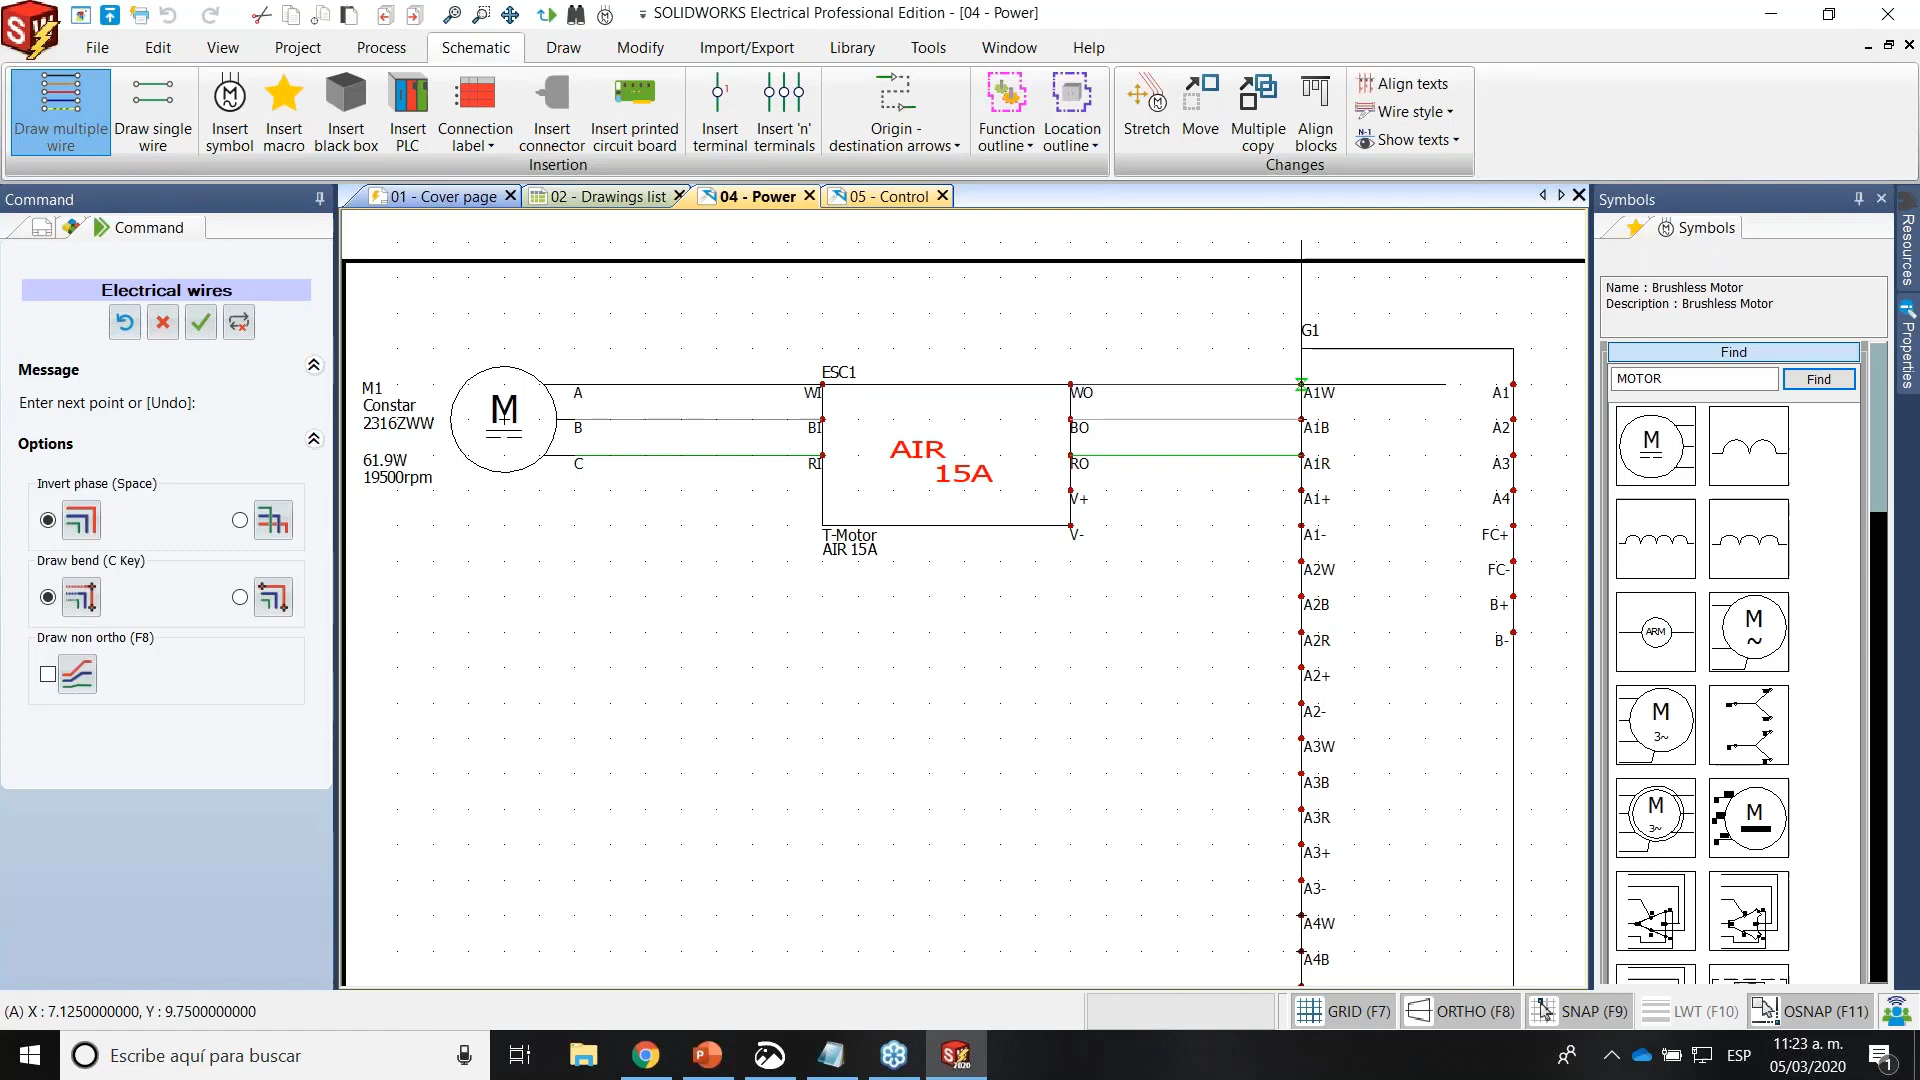 SOLIDWORKS Electrical Professional Edition - [04 - Power]
File Edit View Project Process Schematic Draw Modify Import/Export Library Tools Window Help
Draw multiple wire
Draw single wire
Insert symbol
Insert macro
Insert black box
Insert PLC
Connection label
Insert connector
Insert printed circuit board
Insert terminal
Insert 'n' terminals
Origin - destination arrows
Function outline
Location outline
Stretch
Move
Multiple copy
Align blocks
Align texts
Wire style
Show texts
Insertion
Changes
Command
Command
Electrical wires
Message
Enter next point or [Undo]:
Options
Invert phase (Space)
Draw bend (C Key)
Draw non ortho (F8)
01 - Cover page
02 - Drawings list
04 - Power
05 - Control
M1
Constar
2316ZWW
61.9W
19500rpm
M
A
B
C
ESC1
WI
BI
RI
AIR
15A
T-Motor
AIR 15A
WO
BO
RO
V+
V-
G1
A1W
A1B
A1R
A1+
A1-
A2W
A2B
A2R
A2+
A2-
A3W
A3B
A3R
A3+
A3-
A4W
A4B
A1
A2
A3
A4
FC+
FC-
B+
B-
Symbols
Symbols
Name : Brushless Motor
Description : Brushless Motor
Find
MOTOR
Find
M
ARM
M
~
M
3~
M
3~
M
Resources
Properties
(A) X : 7.1250000000, Y : 9.7500000000
GRID (F7)
ORTHO (F8)
SNAP (F9)
LWT (F10)
OSNAP (F11)
Escribe aquí para buscar
ESP
11:23 a. m.
05/03/2020
1